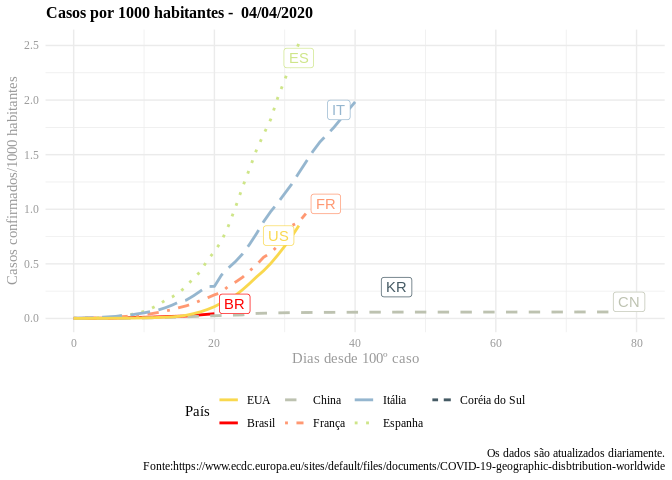 Casos por 1000 habitantes - 04/04/2020
Casos confirmados/1000 habitantes
2.5
2.0
1.5
1.0
0.5
0.0
ES
IT
FR
US
KR
BR
CN
0
20
40
60
80
Dias desde 100º caso
País
EUA
China
Itália
Coréia do Sul
Brasil
França
Espanha
Os dados são atualizados diariamente.
Fonte:https://www.ecdc.europa.eu/sites/default/files/documents/COVID-19-geographic-disbtribution-worldwide